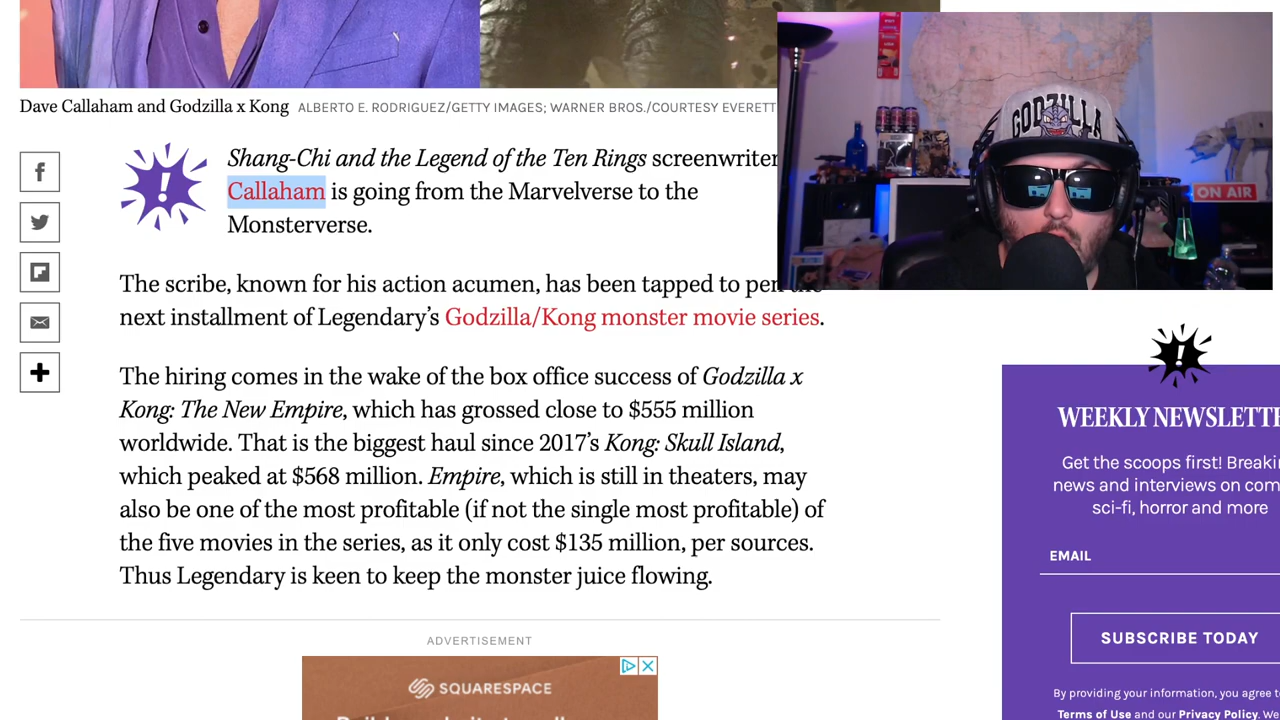 Dave Callaham and Godzilla x Kong ALBERTO E. RODRIGUEZ/GETTY IMAGES; WARNER BROS./COURTESY EVERETT
Shang-Chi and the Legend of the Ten Rings screenwriter
Callaham is going from the Marvelverse to the
Monsterverse.
The scribe, known for his action acumen, has been tapped to pen the
next installment of Legendary’s Godzilla/Kong monster movie series.
The hiring comes in the wake of the box office success of Godzilla x
Kong: The New Empire, which has grossed close to $555 million
worldwide. That is the biggest haul since 2017’s Kong: Skull Island,
which peaked at $568 million. Empire, which is still in theaters, may
also be one of the most profitable (if not the single most profitable) of
the five movies in the series, as it only cost $135 million, per sources.
Thus Legendary is keen to keep the monster juice flowing.
ADVERTISEMENT
SQUARESPACE
GODZILLA
ON AIR
WEEKLY NEWSLETTE
Get the scoops first! Breakin
news and interviews on com
sci-fi, horror and more
EMAIL
SUBSCRIBE TODAY
By providing your information, you agree to
Terms of Use and our Privacy Policy. We